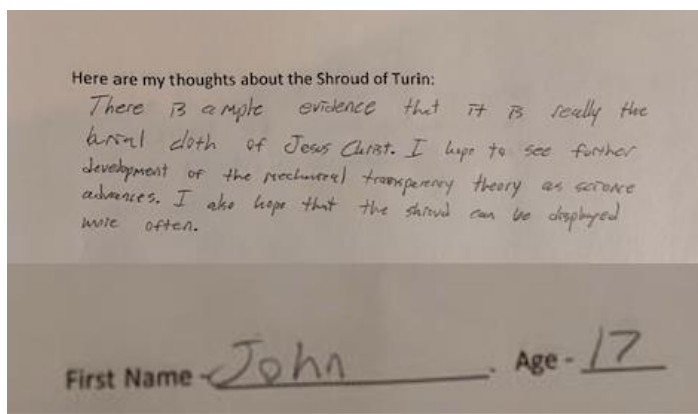 Here are my thoughts about the Shroud of Turin:
There is ample evidence that it is really the
burial cloth of Jesus Christ. I hope to see further
development of the mechanical transparency theory as science
advances. I also hope that the shroud can be displayed
more often.
First Name - John. Age - 17